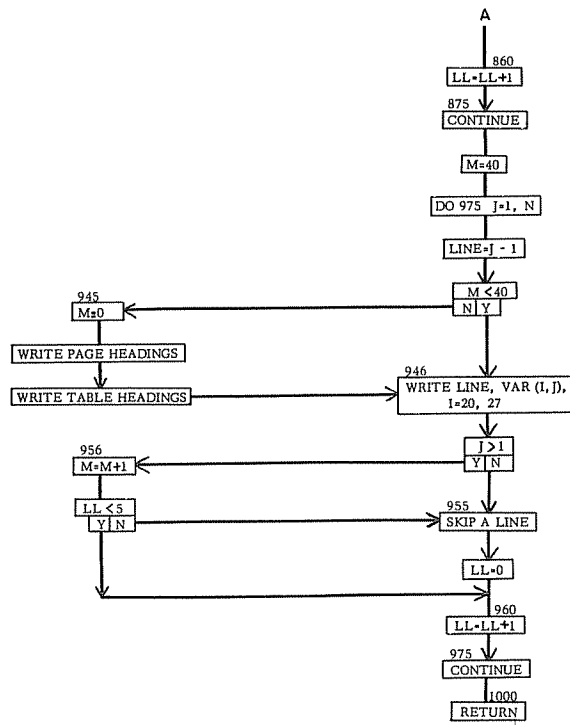 A
860
LL=LL+1
875
CONTINUE
M=40
DO 975 J=1, N
LINE=J - 1
M <40
N Y
945
M=0
WRITE PAGE HEADINGS
WRITE TABLE HEADINGS
946
WRITE LINE, VAR (I, J),
I=20, 27
J >1
Y N
956
M=M+1
LL <5
Y N
955
SKIP A LINE
LL=0
960
LL=LL+1
975
CONTINUE
1000
RETURN